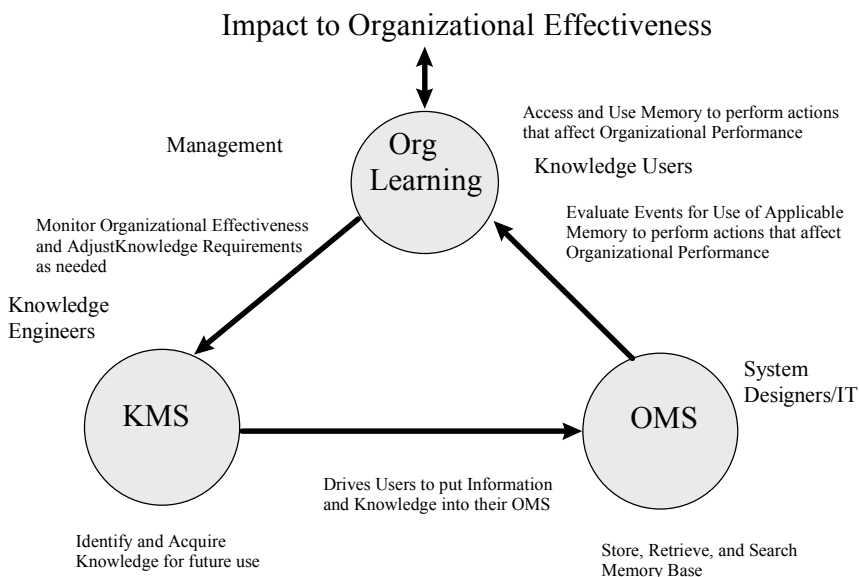 Impact to Organizational Effectiveness
Access and Use Memory to perform actions
that affect Organizational Performance
Management
Org
Learning
Knowledge Users
Monitor Organizational Effectiveness
and AdjustKnowledge Requirements
as needed
Evaluate Events for Use of Applicable
Memory to perform actions that affect
Organizational Performance
Knowledge
Engineers
KMS
OMS
System
Designers/IT
Drives Users to put Information
and Knowledge into their OMS
Identify and Acquire
Knowledge for future use
Store, Retrieve, and Search
Memory Base